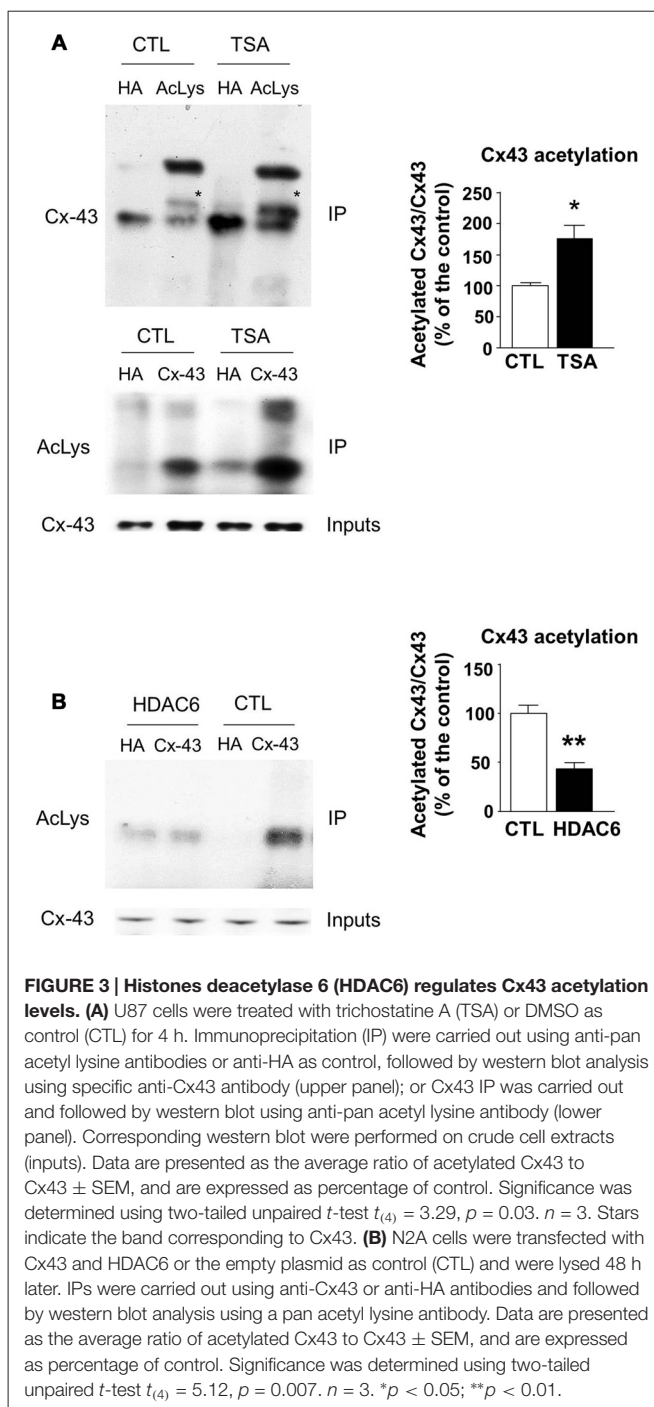 A
CTL TSA
HA AcLys HA AcLys
* *
Cx-43 IP
CTL TSA
HA Cx-43 HA Cx-43
AcLys IP
Cx-43 Inputs
Cx43 acetylation
Acetylated Cx43/Cx43
(% of the control)
250
200
150
100
50
0
*
CTL TSA
B
HDAC6 CTL
HA Cx-43 HA Cx-43
AcLys IP
Cx-43 Inputs
Cx43 acetylation
Acetylated Cx43/Cx43
(% of the control)
150
100
50
0
**
CTL HDAC6
FIGURE 3 | Histones deacetylase 6 (HDAC6) regulates Cx43 acetylation
levels. (A) U87 cells were treated with trichostatine A (TSA) or DMSO as
control (CTL) for 4 h. Immunoprecipitation (IP) were carried out using anti-pan
acetyl lysine antibodies or anti-HA as control, followed by western blot analysis
using specific anti-Cx43 antibody (upper panel); or Cx43 IP was carried out
and followed by western blot using anti-pan acetyl lysine antibody (lower
panel). Corresponding western blot were performed on crude cell extracts
(inputs). Data are presented as the average ratio of acetylated Cx43 to
Cx43 ± SEM, and are expressed as percentage of control. Significance was
determined using two-tailed unpaired t-test t(4) = 3.29, p = 0.03. n = 3. Stars
indicate the band corresponding to Cx43. (B) N2A cells were transfected with
Cx43 and HDAC6 or the empty plasmid as control (CTL) and were lysed 48 h
later. IPs were carried out using anti-Cx43 or anti-HA antibodies and followed
by western blot analysis using a pan acetyl lysine antibody. Data are presented
as the average ratio of acetylated Cx43 to Cx43 ± SEM, and are expressed
as percentage of control. Significance was determined using two-tailed
unpaired t-test t(4) = 5.12, p = 0.007. n = 3. *p < 0.05; **p < 0.01.